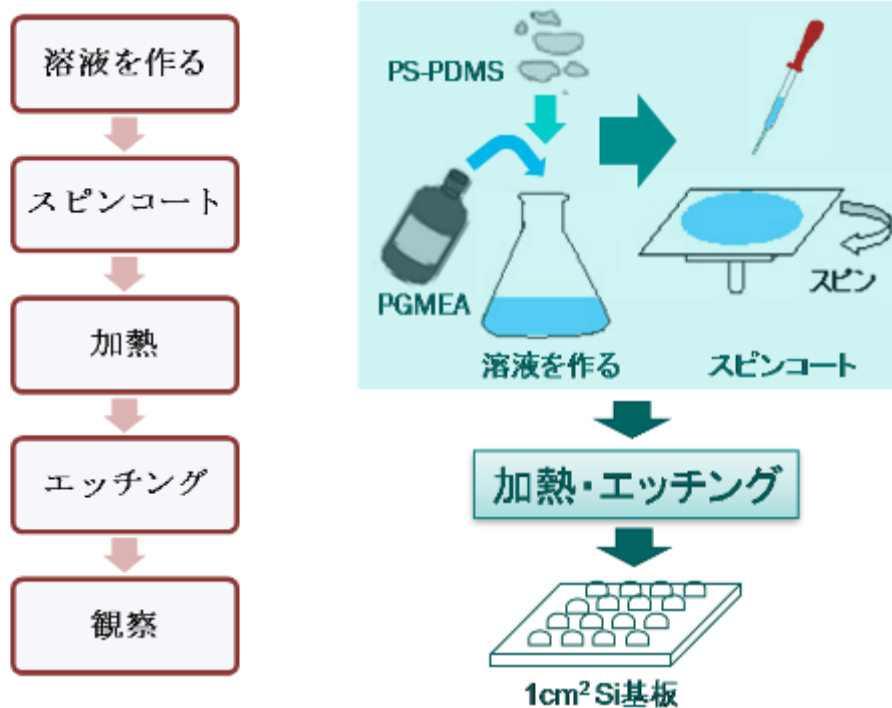 溶液を作る
スピンコート
加熱
エッチング
観察
PS-PDMS
PGMEA
溶液を作る
スピン
スピンコート
加熱・エッチング
1cm² Si基板